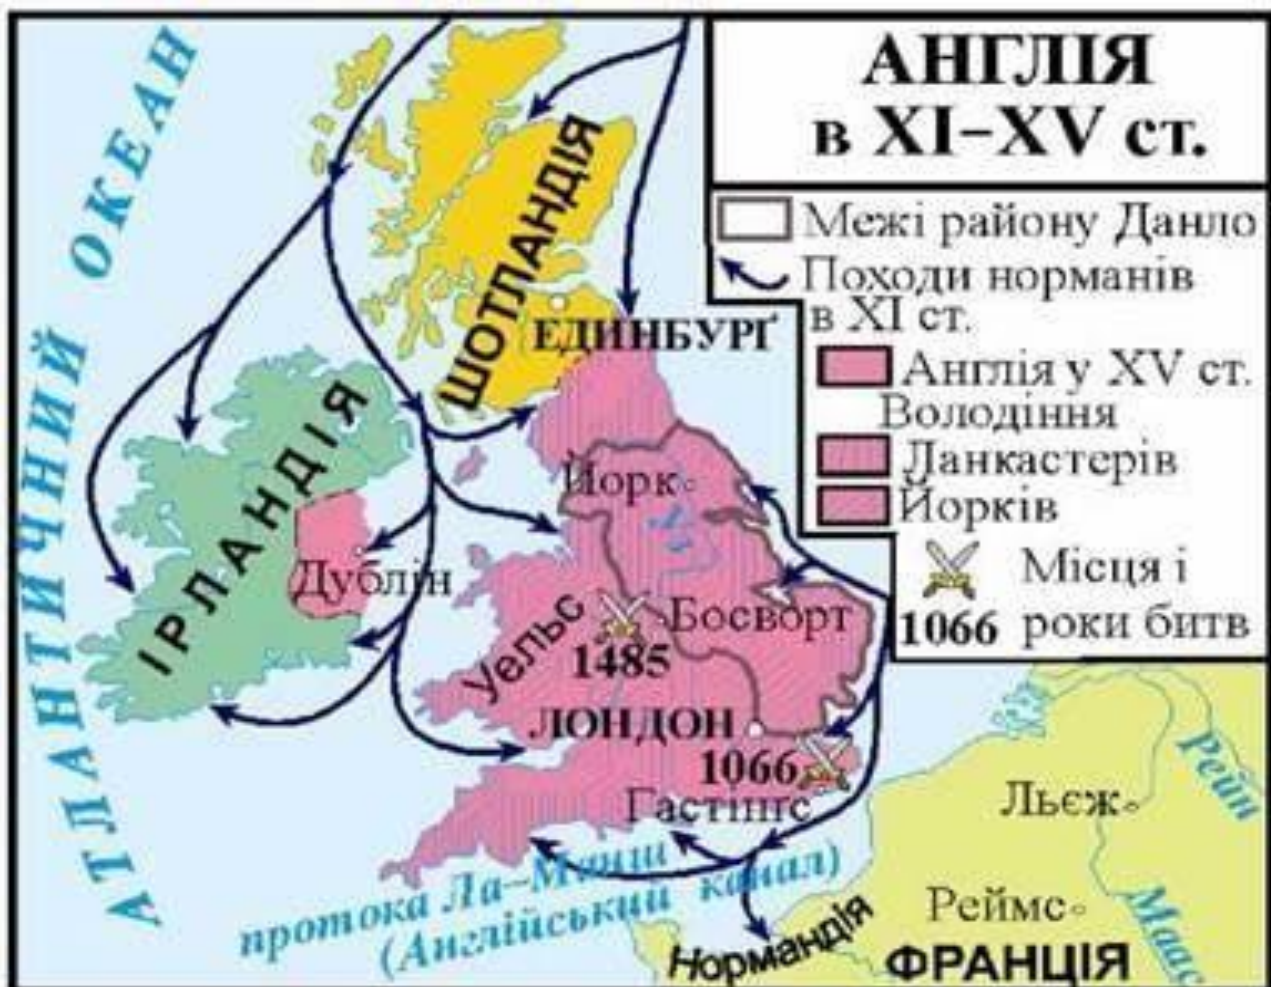 АНГЛІЯ
в XI–XV ст.
Межі району Данло
Походи норманів
в XI ст.
Англія у XV ст.
Володіння
Ланкастерів
Йорків
Місця і
1066 роки битв
АТЛАНТИЧНИЙ ОКЕАН
ШОТЛАНДІЯ
ЕДИНБУРҐ
ІРЛАНДІЯ
Йорк
Дублін
Босворт
1485
Уельс
ЛОНДОН
1066
Гастінгс
протока Ла–Манш
(Англійський канал)
Нормандія
ФРАНЦІЯ
Реймс
Льєж
Рейн
Маас